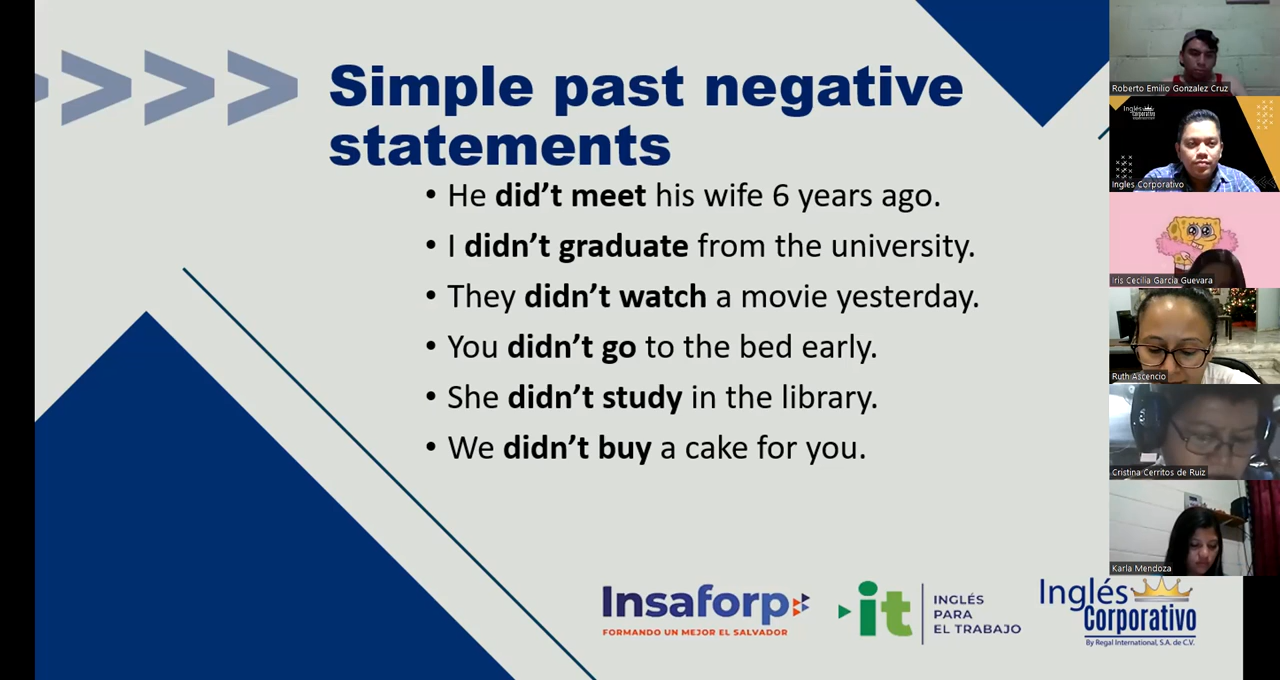 Simple past negative
statements
• He did’t meet his wife 6 years ago.
• I didn’t graduate from the university.
• They didn’t watch a movie yesterday.
• You didn’t go to the bed early.
• She didn’t study in the library.
• We didn’t buy a cake for you.
Insaforp
FORMANDO UN MEJOR EL SALVADOR
it
INGLÉS
PARA
EL TRABAJO
Inglés
Corporativo
By Regal International, S.A. de C.V.
Roberto Emilio Gonzalez Cruz
Inglés
Corporativo
Ingles Corporativo
Iris Cecilia Garcia Guevara
Ruth Ascencio
Cristina Cerritos de Ruiz
Karla Mendoza